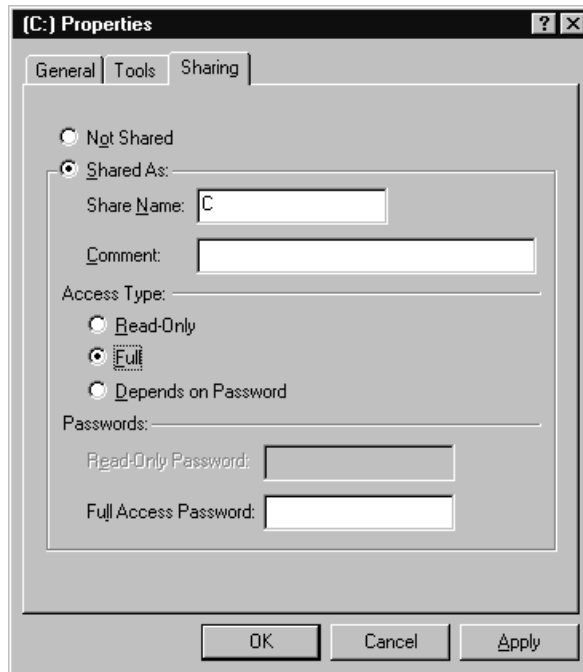 (C:) Properties
General Tools Sharing
Not Shared
Shared As:
Share Name: C
Comment:
Access Type:
Read-Only
Full
Depends on Password
Passwords:
Read-Only Password:
Full Access Password:
OK Cancel Apply